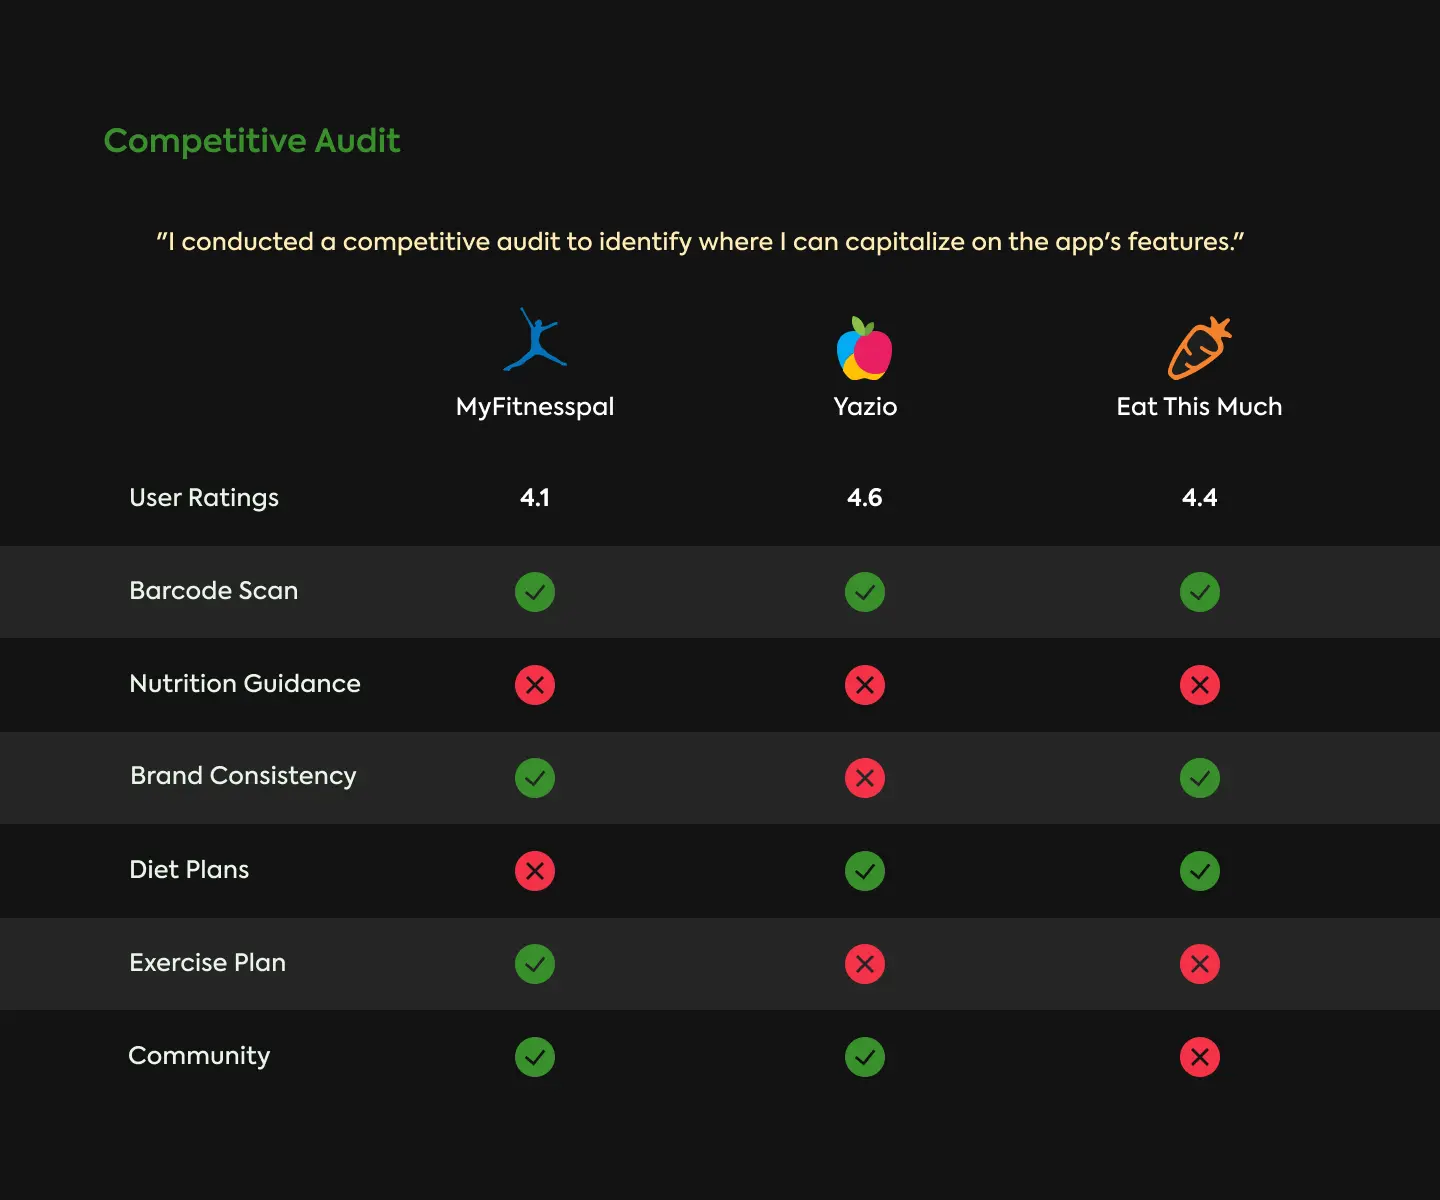 Competitive Audit
"I conducted a competitive audit to identify where I can capitalize on the app's features."
MyFitnesspal Yazio Eat This Much
User Ratings 4.1 4.6 4.4
Barcode Scan
Nutrition Guidance
Brand Consistency
Diet Plans
Exercise Plan
Community